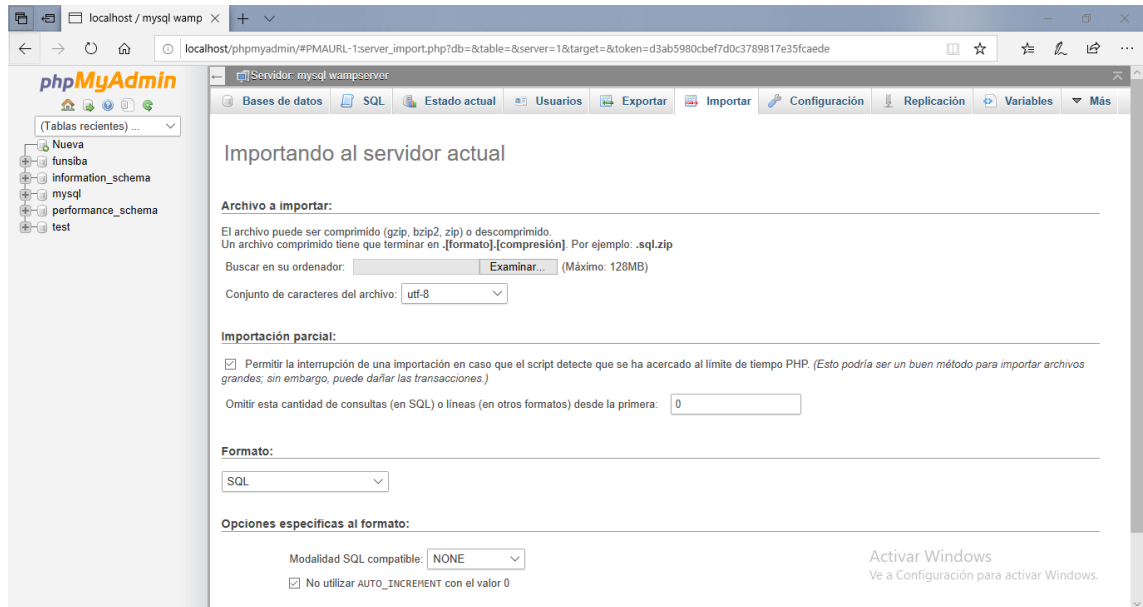 localhost / mysql wamp
localhost/phpmyadmin/#PMAURL-1:server_import.php?db=&table=&server=1&target=&token=d3ab5980cbef7d0c3789817e35fcaede
phpMyAdmin
(Tablas recientes) ...
Nueva
funsiba
information_schema
mysql
performance_schema
test
Servidor: mysql wampserver
Bases de datos SQL Estado actual Usuarios Exportar Importar Configuración Replicación Variables Más
Importando al servidor actual
Archivo a importar:
El archivo puede ser comprimido (gzip, bzip2, zip) o descomprimido.
Un archivo comprimido tiene que terminar en .[formato].[compresión]. Por ejemplo: .sql.zip
Buscar en su ordenador: Examinar... (Máximo: 128MB)
Conjunto de caracteres del archivo: utf-8
Importación parcial:
Permitir la interrupción de una importación en caso que el script detecte que se ha acercado al límite de tiempo PHP. (Esto podría ser un buen método para importar archivos
grandes; sin embargo, puede dañar las transacciones.)
Omitir esta cantidad de consultas (en SQL) o líneas (en otros formatos) desde la primera: 0
Formato:
SQL
Opciones específicas al formato:
Modalidad SQL compatible: NONE
No utilizar AUTO_INCREMENT con el valor 0
Activar Windows
Ve a Configuración para activar Windows.